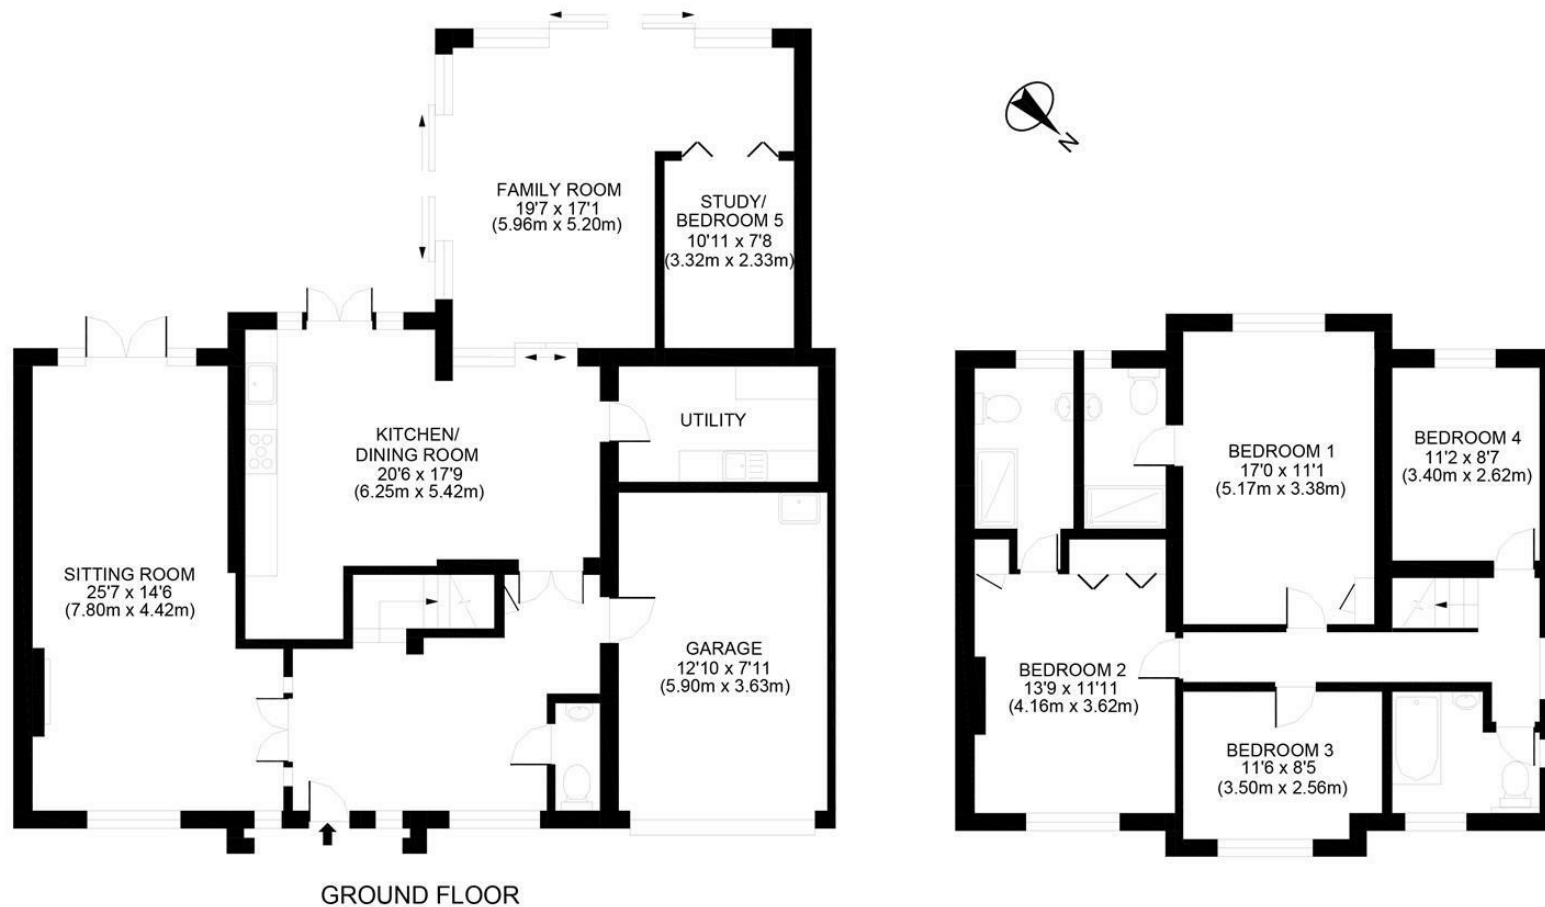 FAMILY ROOM
19'7 x 17'1
(5.96m x 5.20m)
STUDY/
BEDROOM 5
10'11 x 7'8
(3.32m x 2.33m)
N
KITCHEN/
DINING ROOM
20'6 x 17'9
(6.25m x 5.42m)
UTILITY
SITTING ROOM
25'7 x 14'6
(7.80m x 4.42m)
GARAGE
12'10 x 7'11
(5.90m x 3.63m)
GROUND FLOOR
BEDROOM 1
17'0 x 11'1
(5.17m x 3.38m)
BEDROOM 4
11'2 x 8'7
(3.40m x 2.62m)
BEDROOM 2
13'9 x 11'11
(4.16m x 3.62m)
BEDROOM 3
11'6 x 8'5
(3.50m x 2.56m)